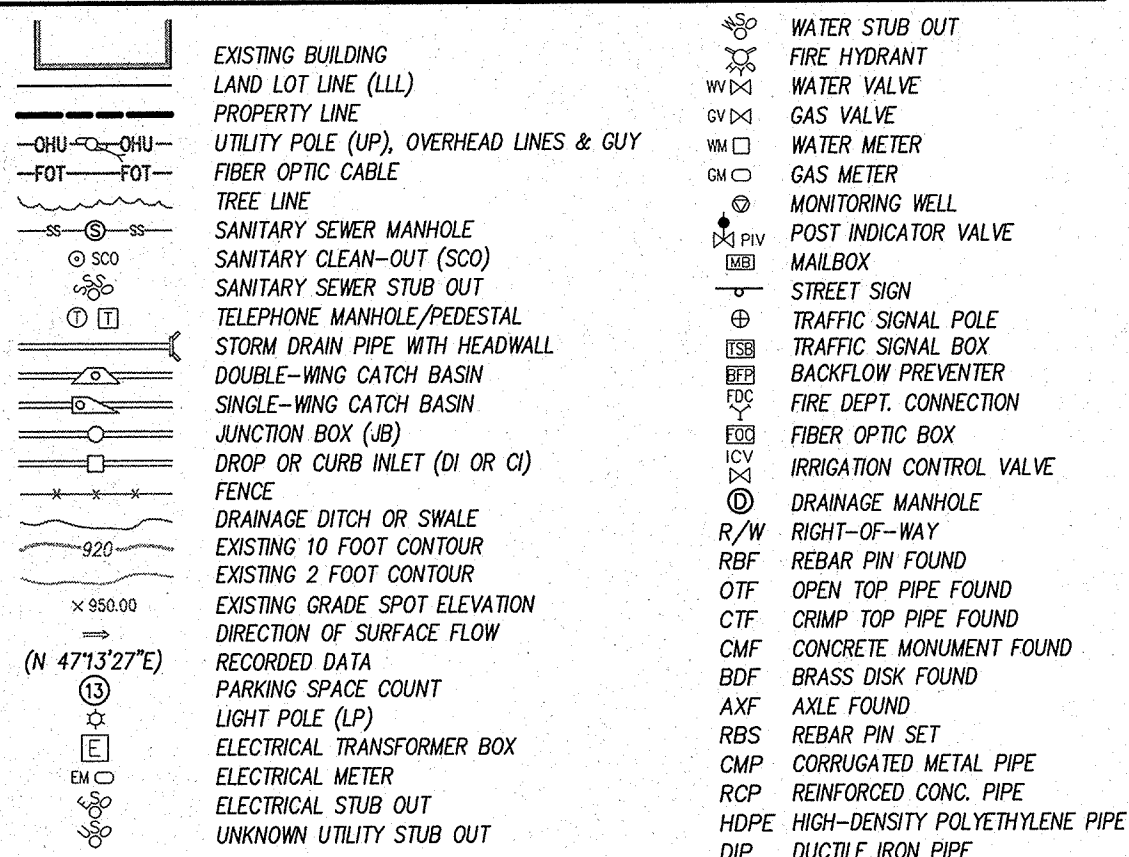 EXISTING BUILDING
LAND LOT LINE (LLL)
PROPERTY LINE
OHU OHU UTILITY POLE (UP), OVERHEAD LINES & GUY
FOT FOT FIBER OPTIC CABLE
TREE LINE
SS S SS SANITARY SEWER MANHOLE
SCO SANITARY CLEAN-OUT (SCO)
SSSO SANITARY SEWER STUB OUT
T T TELEPHONE MANHOLE/PEDESTAL
STORM DRAIN PIPE WITH HEADWALL
DOUBLE-WING CATCH BASIN
SINGLE-WING CATCH BASIN
JUNCTION BOX (JB)
DROP OR CURB INLET (DI OR CI)
x x x FENCE
DRAINAGE DITCH OR SWALE
920 EXISTING 10 FOOT CONTOUR
EXISTING 2 FOOT CONTOUR
× 950.00 EXISTING GRADE SPOT ELEVATION
⇒ DIRECTION OF SURFACE FLOW
(N 47°13'27"E) RECORDED DATA
13 PARKING SPACE COUNT
LIGHT POLE (LP)
E ELECTRICAL TRANSFORMER BOX
EM ELECTRICAL METER
ESO ELECTRICAL STUB OUT
USO UNKNOWN UTILITY STUB OUT
WSO WATER STUB OUT
FIRE HYDRANT
WV WATER VALVE
GV GAS VALVE
WM WATER METER
GM GAS METER
MONITORING WELL
PIV POST INDICATOR VALVE
MB MAILBOX
STREET SIGN
TRAFFIC SIGNAL POLE
TSB TRAFFIC SIGNAL BOX
BFP BACKFLOW PREVENTER
FDC FIRE DEPT. CONNECTION
FOC FIBER OPTIC BOX
ICV IRRIGATION CONTROL VALVE
D DRAINAGE MANHOLE
R/W RIGHT-OF-WAY
RBF REBAR PIN FOUND
OTF OPEN TOP PIPE FOUND
CTF CRIMP TOP PIPE FOUND
CMF CONCRETE MONUMENT FOUND
BDF BRASS DISK FOUND
AXF AXLE FOUND
RBS REBAR PIN SET
CMP CORRUGATED METAL PIPE
RCP REINFORCED CONC. PIPE
HDPE HIGH-DENSITY POLYETHYLENE PIPE
DIP DUCTILE IRON PIPE